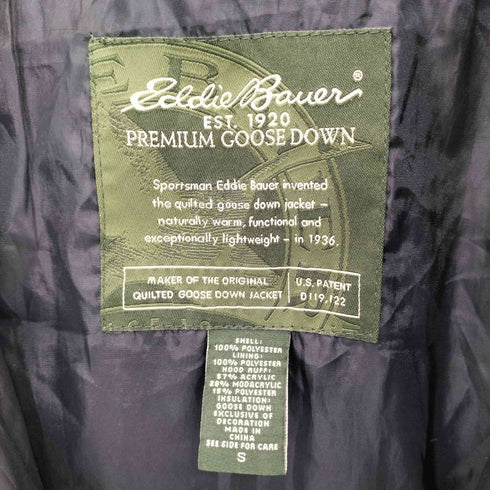 Eddie Bauer®
EST. 1920
PREMIUM GOOSE DOWN
Sportsman Eddie Bauer invented
the quilted goose down jacket –
naturally warm, functional and
exceptionally lightweight – in 1936.
MAKER OF THE ORIGINAL
QUILTED GOOSE DOWN JACKET
U.S. PATENT
D119,122
SHELL:
100% POLYESTER
LINING:
100% POLYESTER
HOOD RUFF:
57% ACRYLIC
28% MODACRYLIC
15% POLYESTER
INSULATION:
GOOSE DOWN
EXCLUSIVE OF
DECORATION
MADE IN
CHINA
SEE SIDE FOR CARE
S